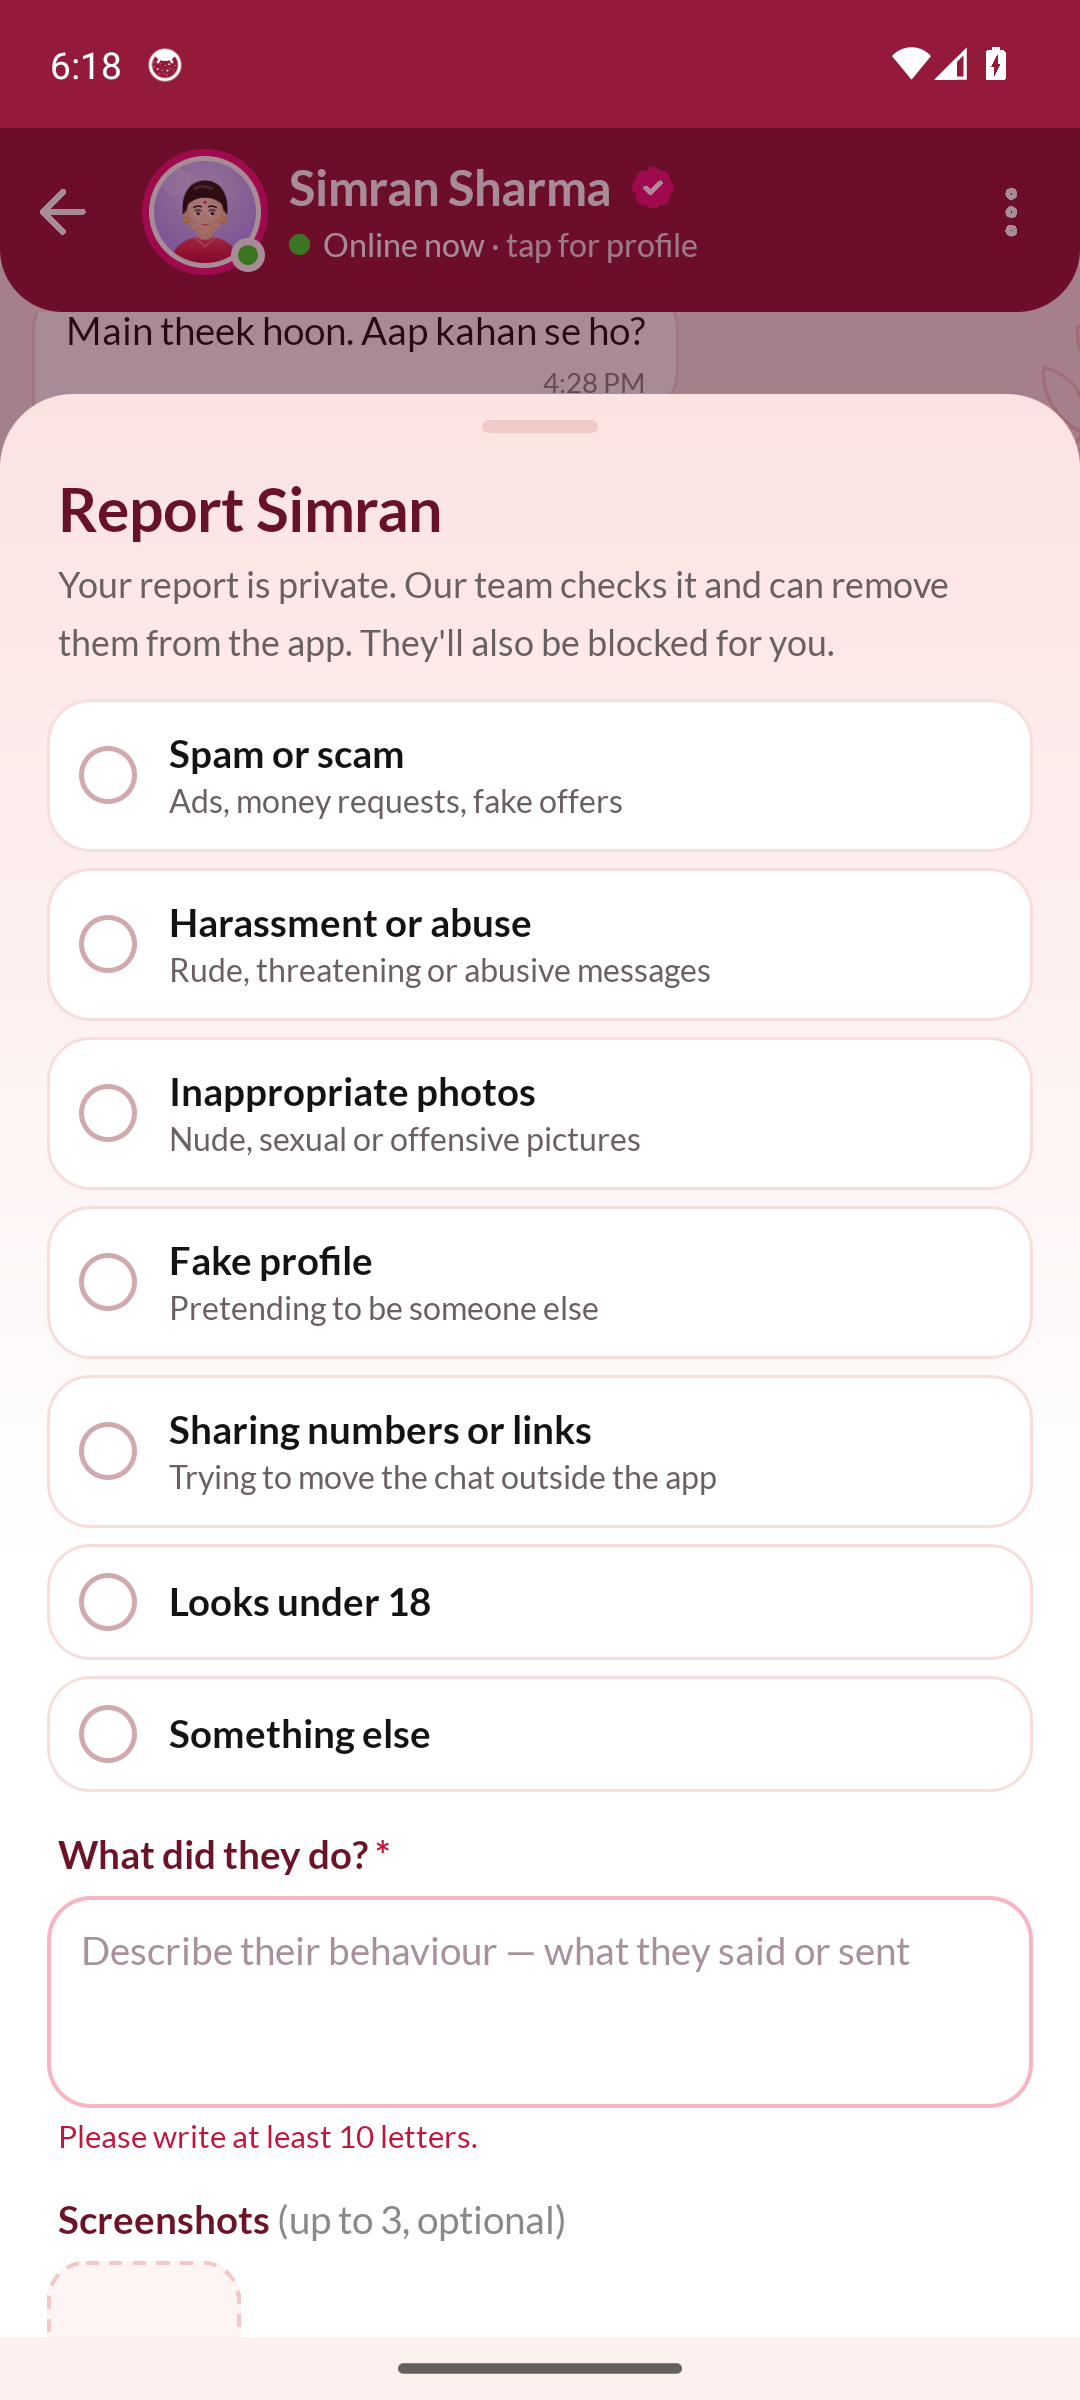 6:18
Simran Sharma
Online now · tap for profile
Main theek hoon. Aap kahan se ho?
4:28 PM
Report Simran
Your report is private. Our team checks it and can remove
them from the app. They'll also be blocked for you.
Spam or scam
Ads, money requests, fake offers
Harassment or abuse
Rude, threatening or abusive messages
Inappropriate photos
Nude, sexual or offensive pictures
Fake profile
Pretending to be someone else
Sharing numbers or links
Trying to move the chat outside the app
Looks under 18
Something else
What did they do? *
Describe their behaviour — what they said or sent
Please write at least 10 letters.
Screenshots (up to 3, optional)